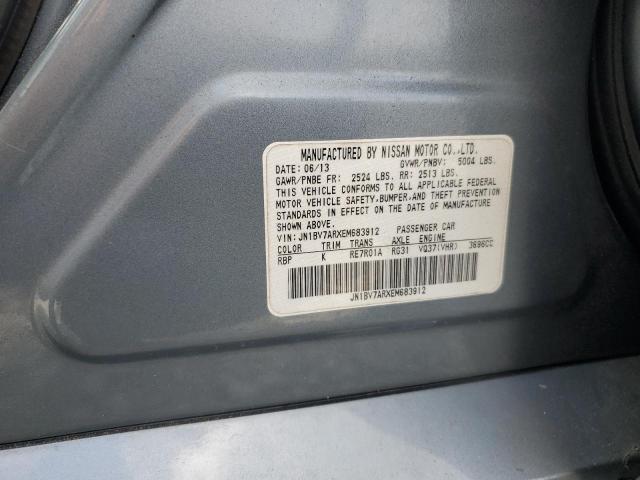 MANUFACTURED BY NISSAN MOTOR CO.,LTD.
DATE: 06/13 GVWR/PNBV: 5004 LBS.
GAWR/PNBE FR: 2524 LBS. RR: 2513 LBS.
THIS VEHICLE CONFORMS TO ALL APPLICABLE FEDERAL
MOTOR VEHICLE SAFETY,BUMPER,AND THEFT PREVENTION
STANDARDS IN EFFECT ON THE DATE OF MANUFACTURE
SHOWN ABOVE.
VIN: JN1BV7ARXEM683912 PASSENGER CAR
COLOR TRIM TRANS AXLE ENGINE
RBP K RE7R01A RG31 VQ37(VHR) 3696CC
JN1BV7ARXEM683912